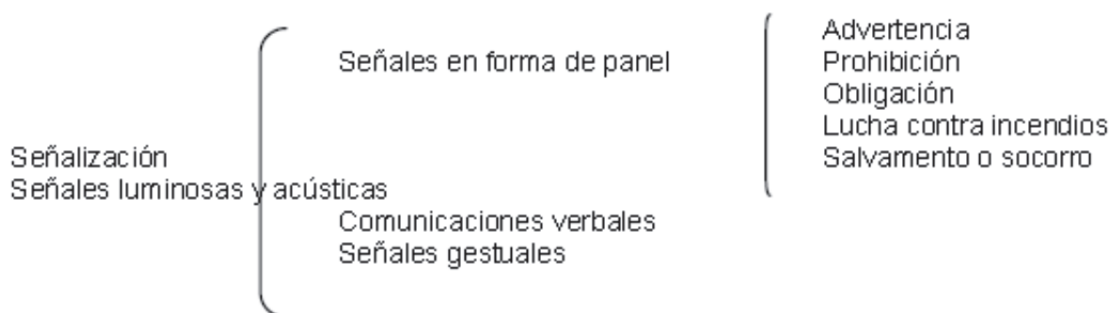 Señales en forma de panel
Advertencia
Prohibición
Obligación
Lucha contra incendios
Salvamento o socorro
Señalización
Señales luminosas y acústicas
Comunicaciones verbales
Señales gestuales